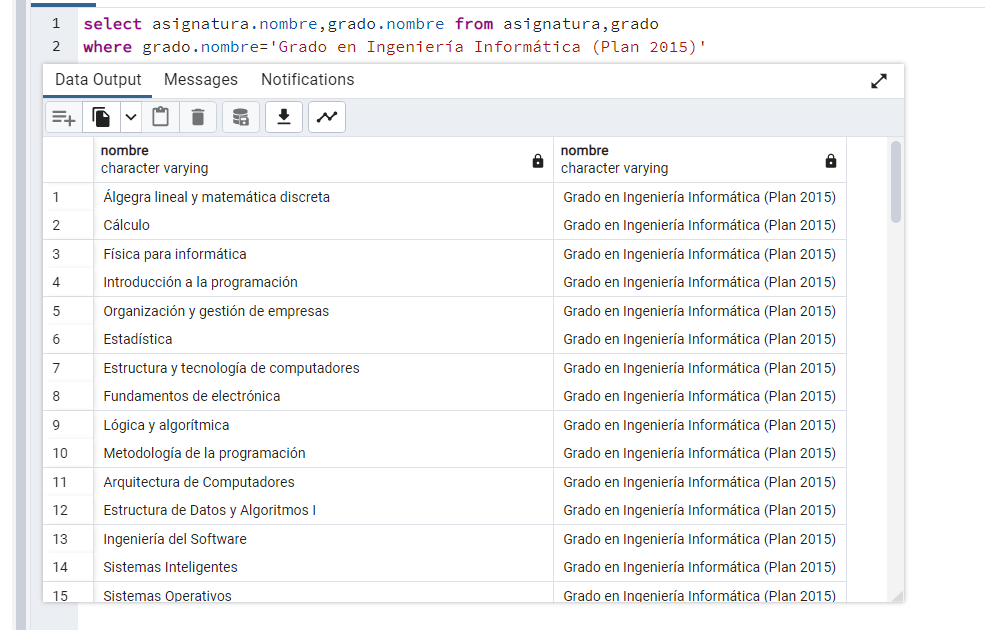 1 select asignatura.nombre,grado.nombre from asignatura,grado
2 where grado.nombre='Grado en Ingeniería Informática (Plan 2015)'
Data Output Messages Notifications
nombre nombre
character varying character varying
1 Álgegra lineal y matemática discreta Grado en Ingeniería Informática (Plan 2015)
2 Cálculo Grado en Ingeniería Informática (Plan 2015)
3 Física para informática Grado en Ingeniería Informática (Plan 2015)
4 Introducción a la programación Grado en Ingeniería Informática (Plan 2015)
5 Organización y gestión de empresas Grado en Ingeniería Informática (Plan 2015)
6 Estadística Grado en Ingeniería Informática (Plan 2015)
7 Estructura y tecnología de computadores Grado en Ingeniería Informática (Plan 2015)
8 Fundamentos de electrónica Grado en Ingeniería Informática (Plan 2015)
9 Lógica y algorítmica Grado en Ingeniería Informática (Plan 2015)
10 Metodología de la programación Grado en Ingeniería Informática (Plan 2015)
11 Arquitectura de Computadores Grado en Ingeniería Informática (Plan 2015)
12 Estructura de Datos y Algoritmos I Grado en Ingeniería Informática (Plan 2015)
13 Ingeniería del Software Grado en Ingeniería Informática (Plan 2015)
14 Sistemas Inteligentes Grado en Ingeniería Informática (Plan 2015)
15 Sistemas Operativos Grado en Ingeniería Informática (Plan 2015)